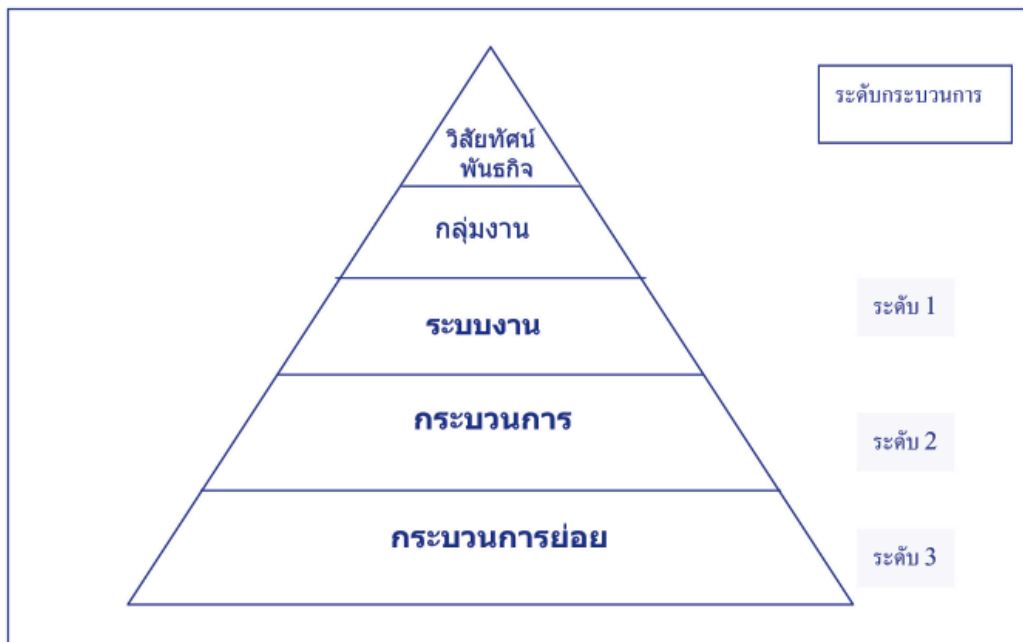 ระดับกระบวนการ
วิสัยทัศน์
พันธกิจ
กลุ่มงาน
ระบบงาน
ระดับ 1
กระบวนการ
ระดับ 2
กระบวนการย่อย
ระดับ 3